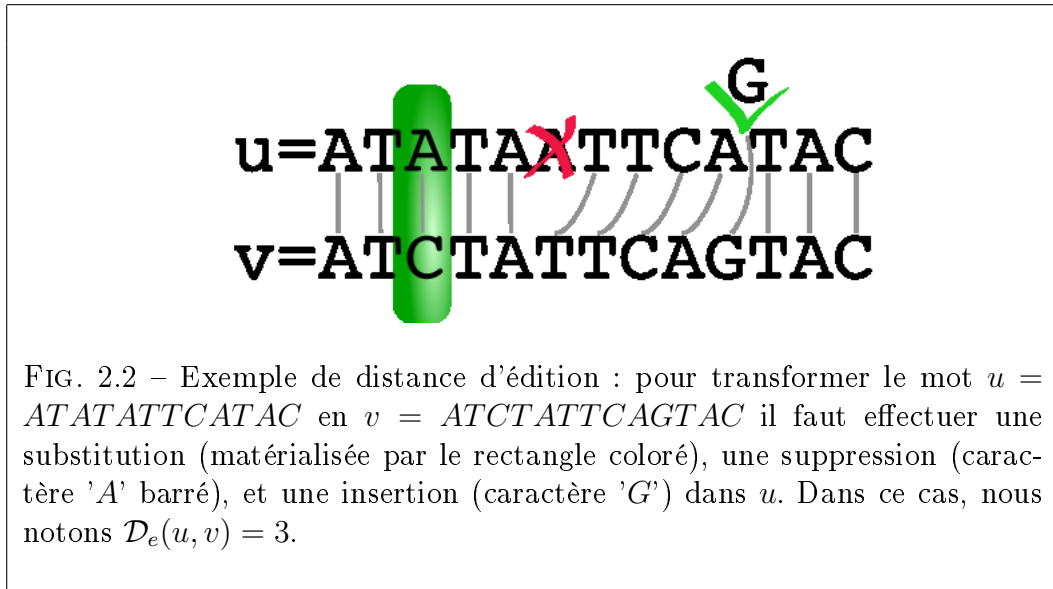 G
u=ATATAATTCATAC
v=ATCTATTCAGTAC
FIG. 2.2 – Exemple de distance d'édition : pour transformer le mot u =
ATATATTCATAC en v = ATCTATTCAGTAC il faut effectuer une
substitution (matérialisée par le rectangle coloré), une suppression (carac-
tère 'A' barré), et une insertion (caractère 'G') dans u. Dans ce cas, nous
notons 𝒟ₑ(u, v) = 3.